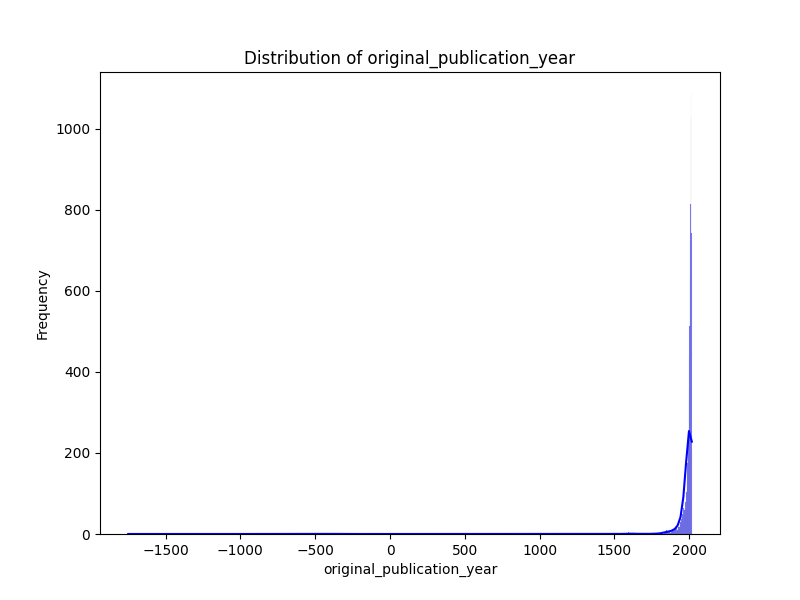 Distribution of original_publication_year
1000
800
600
400
200
0
Frequency
−1500 −1000 −500 0 500 1000 1500 2000
original_publication_year